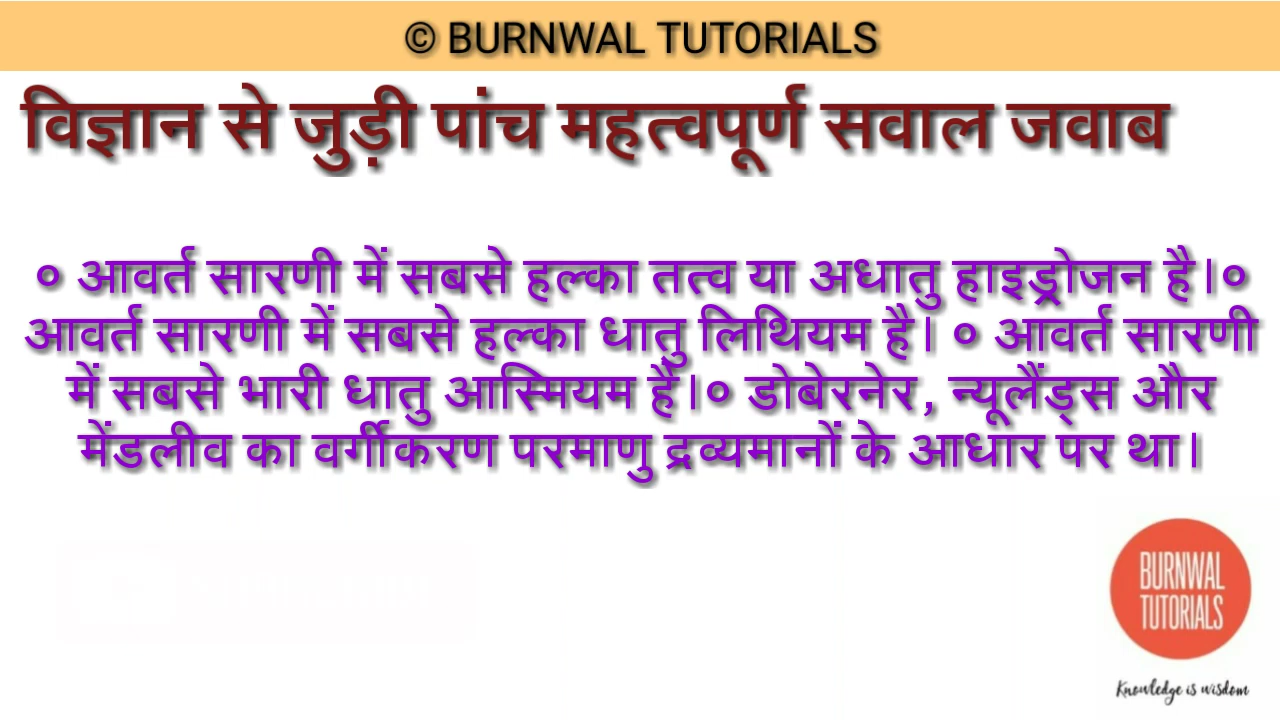 © BURNWAL TUTORIALS
विज्ञान से जुड़ी पांच महत्वपूर्ण सवाल जवाब
० आवर्त सारणी में सबसे हल्का तत्व या अधातु हाइड्रोजन है।०
आवर्त सारणी में सबसे हल्का धातु लिथियम है। ० आवर्त सारणी
में सबसे भारी धातु आस्मियम हैं।० डोबेरनेर, न्यूलैंड्स और
मेंडलीव का वर्गीकरण परमाणु द्रव्यमानों के आधार पर था।
BURNWAL
TUTORIALS
Knowledge is wisdom